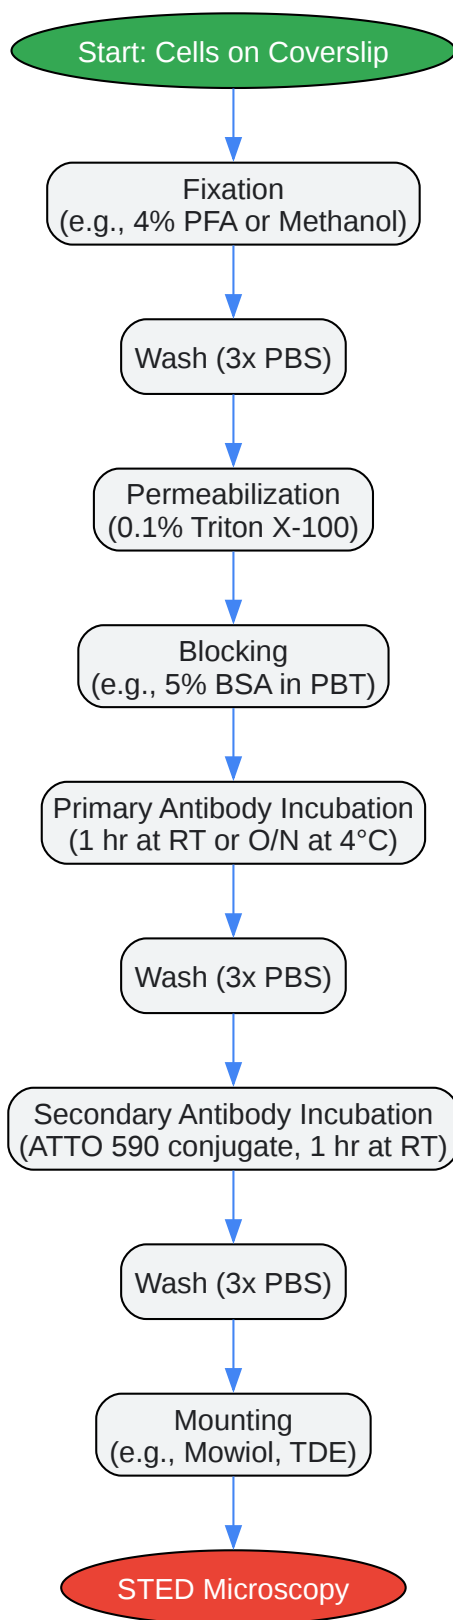 Start: Cells on Coverslip
Fixation
(e.g., 4% PFA or Methanol)
Wash (3x PBS)
Permeabilization
(0.1% Triton X-100)
Blocking
(e.g., 5% BSA in PBT)
Primary Antibody Incubation
(1 hr at RT or O/N at 4°C)
Wash (3x PBS)
Secondary Antibody Incubation
(ATTO 590 conjugate, 1 hr at RT)
Wash (3x PBS)
Mounting
(e.g., Mowiol, TDE)
STED Microscopy